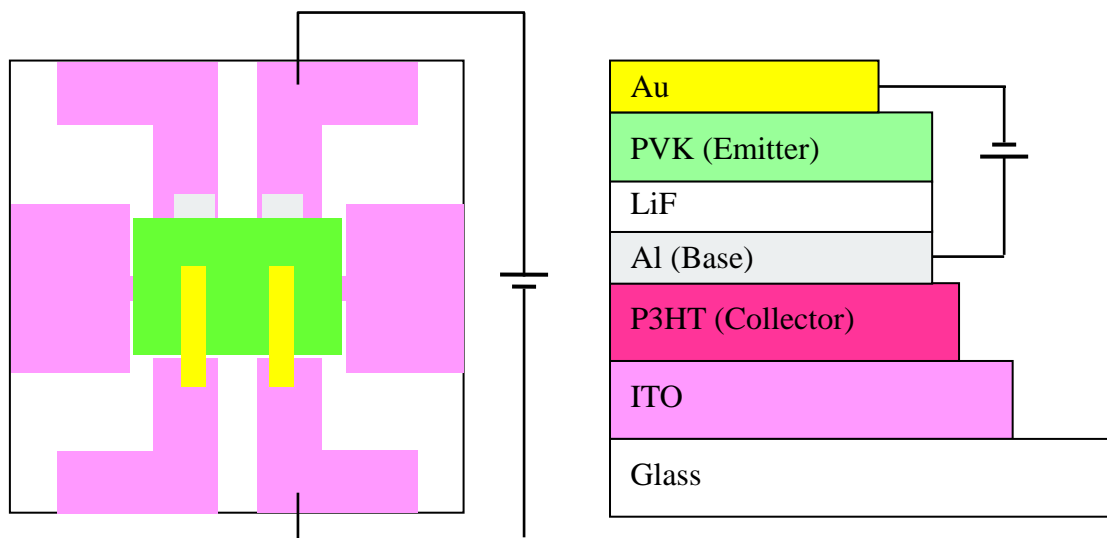 Au
PVK (Emitter)
LiF
Al (Base)
P3HT (Collector)
ITO
Glass